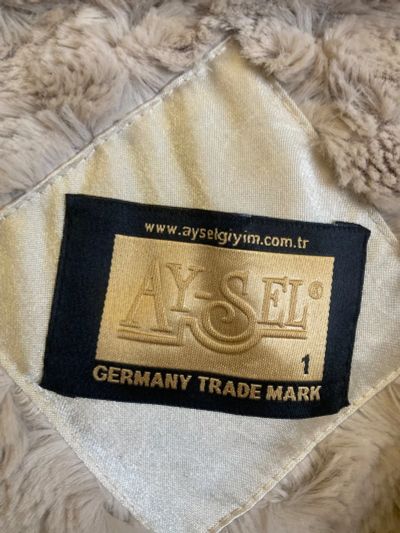 www.ayselgiyim.com.tr
AY-SEL®
1
GERMANY TRADE MARK